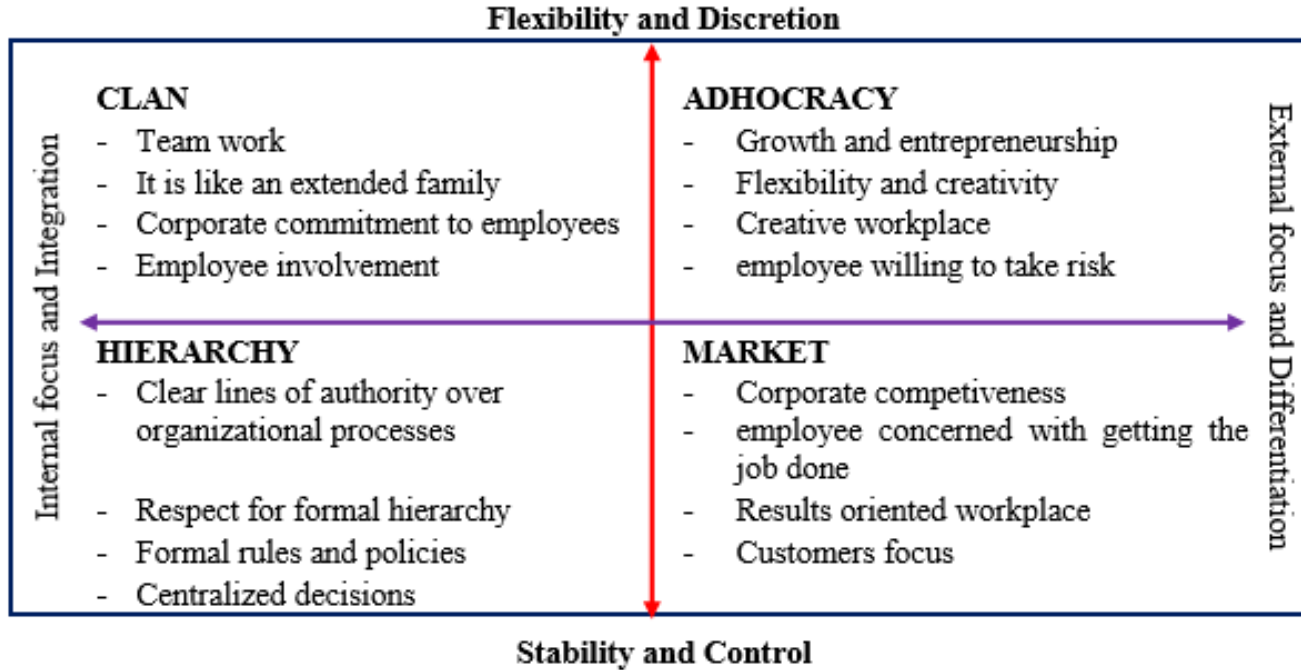 Flexibility and Discretion
Internal focus and Integration
CLAN
- Team work
- It is like an extended family
- Corporate commitment to employees
- Employee involvement
ADHOCRACY
- Growth and entrepreneurship
- Flexibility and creativity
- Creative workplace
- employee willing to take risk
HIERARCHY
- Clear lines of authority over
organizational processes
- Respect for formal hierarchy
- Formal rules and policies
- Centralized decisions
MARKET
- Corporate competiveness
- employee concerned with getting the
job done
- Results oriented workplace
- Customers focus
External focus and Differentiation
Stability and Control